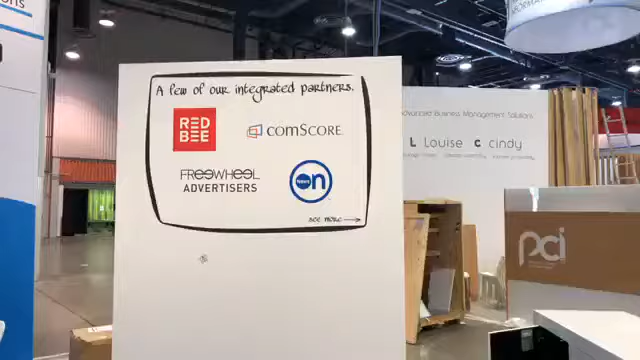 A few of our integrated partners.
RED
BEE
comScore
FREEWHEEL
ADVERTISERS
on
see more
Advanced Business Management Solutions
L Louise C cindy
pci